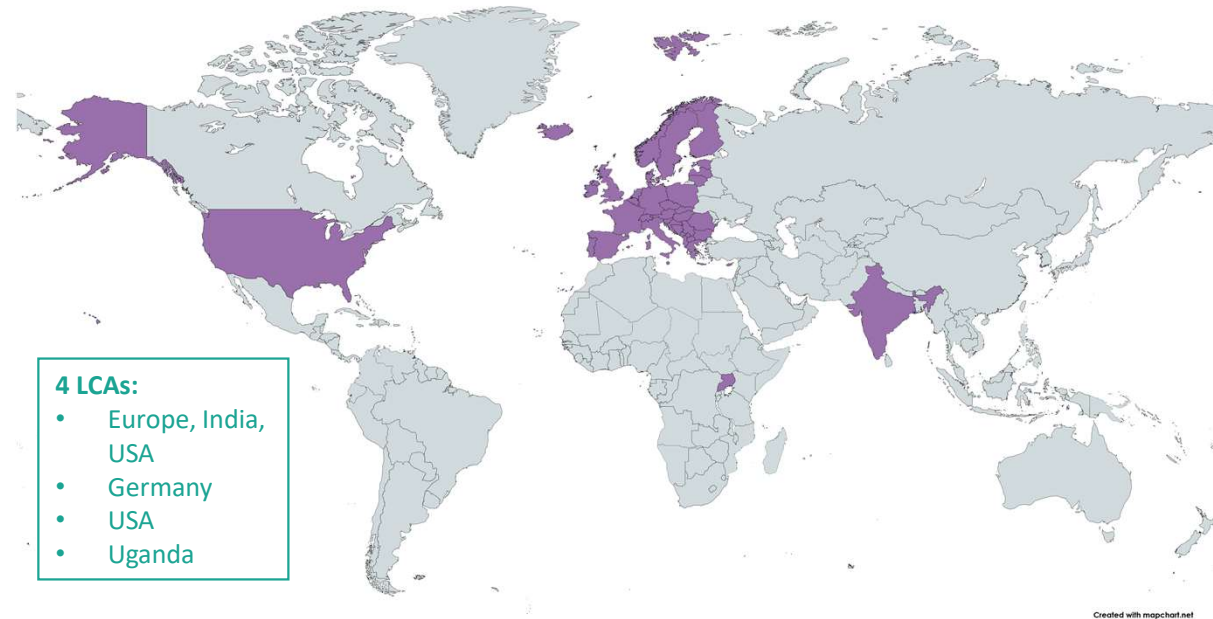 4 LCAs:
• Europe, India,
USA
• Germany
• USA
• Uganda
Created with mapchart.net